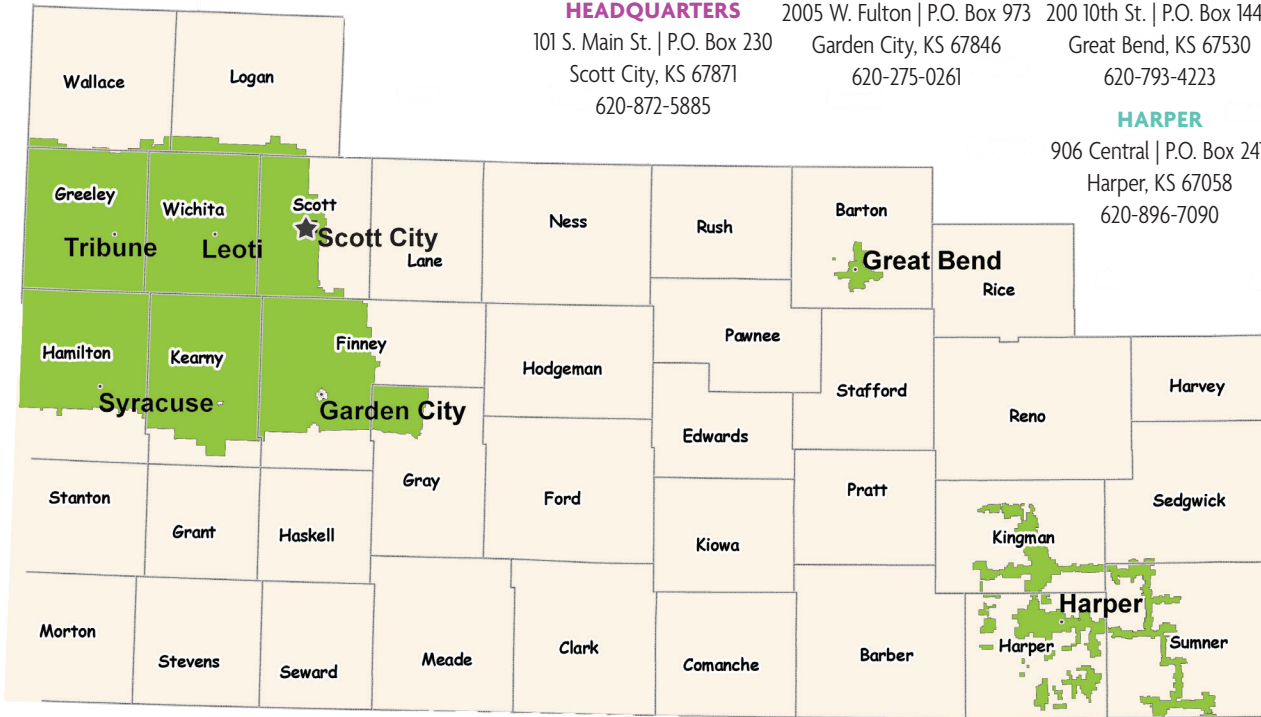 HEADQUARTERS
101 S. Main St. | P.O. Box 230
Scott City, KS 67871
620-872-5885
2005 W. Fulton | P.O. Box 973
Garden City, KS 67846
620-275-0261
200 10th St. | P.O. Box 144
Great Bend, KS 67530
620-793-4223
HARPER
906 Central | P.O. Box 247
Harper, KS 67058
620-896-7090
Wallace
Logan
Greeley
Wichita
Scott
Tribune
Leoti
Scott City
Lane
Ness
Rush
Barton
Great Bend
Rice
Hamilton
Kearny
Finney
Hodgeman
Pawnee
Stafford
Reno
Harvey
Syracuse
Garden City
Edwards
Stanton
Grant
Haskell
Gray
Ford
Kiowa
Pratt
Kingman
Sedgwick
Morton
Stevens
Seward
Meade
Clark
Comanche
Barber
Harper
Harper
Sumner